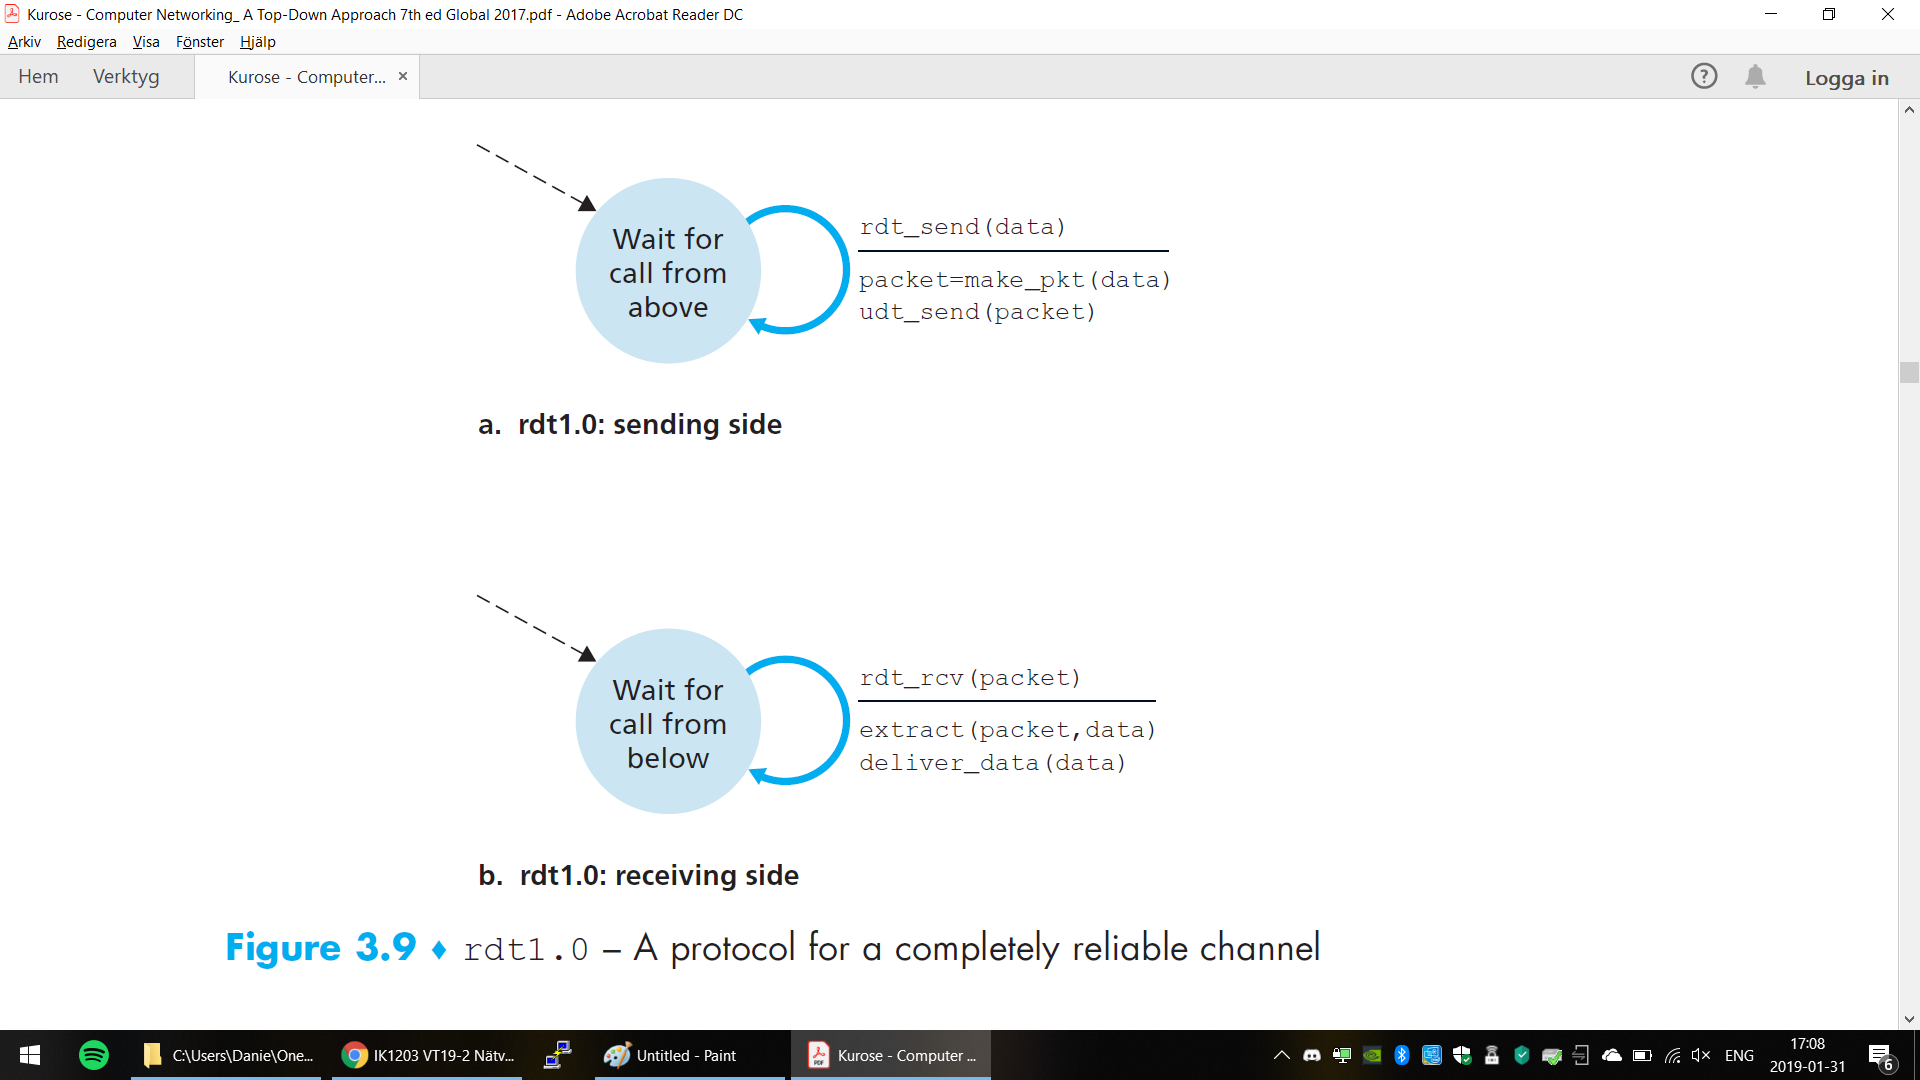 Kurose - Computer Networking_ A Top-Down Approach 7th ed Global 2017.pdf - Adobe Acrobat Reader DC
Arkiv Redigera Visa Fönster Hjälp
Hem Verktyg Kurose - Computer... × ? Logga in
Wait for
call from
above
rdt_send(data)
packet=make_pkt(data)
udt_send(packet)
a. rdt1.0: sending side
Wait for
call from
below
rdt_rcv(packet)
extract(packet,data)
deliver_data(data)
b. rdt1.0: receiving side
Figure 3.9 ♦ rdt1.0 – A protocol for a completely reliable channel
C:\Users\Danie\One... IK1203 VT19-2 Nätv... Untitled - Paint Kurose - Computer ... ENG 17:08
2019-01-31 6